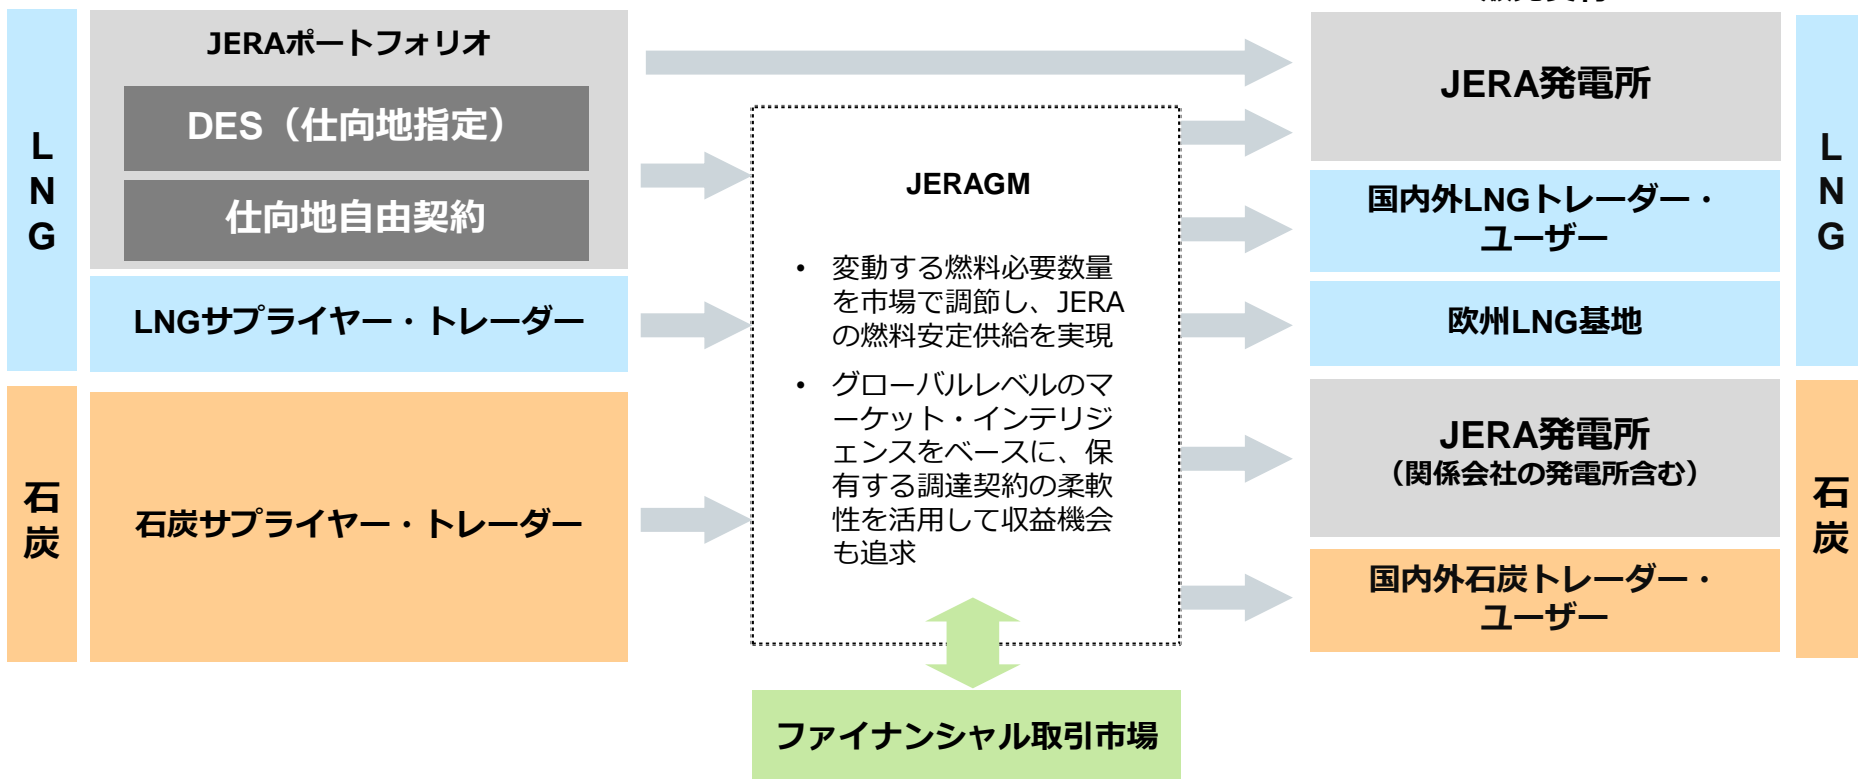 JERAポートフォリオ
DES（仕向地指定）
仕向地自由契約
L
N
G
LNGサプライヤー・トレーダー
石
炭
石炭サプライヤー・トレーダー
JERAGM
• 変動する燃料必要数量
を市場で調節し、JERA
の燃料安定供給を実現
• グローバルレベルのマ
ーケット・インテリジ
ェンスをベースに、保
有する調達契約の柔軟
性を活用して収益機会
も追求
ファイナンシャル取引市場
JERA発電所
国内外LNGトレーダー・
ユーザー
欧州LNG基地
L
N
G
JERA発電所
（関係会社の発電所含む）
国内外石炭トレーダー・
ユーザー
石
炭